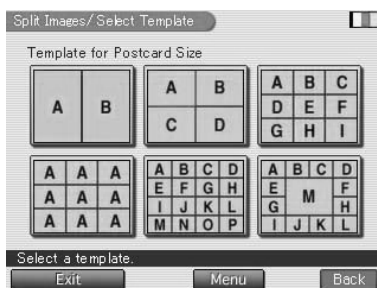 Split Images/Select Template
Template for Postcard Size
A B
A B
C D
A B C
D E F
G H I
A A A
A A A
A A A
A B C D
E F G H
I J K L
M N O P
A B C D
E M F
G H
I J K L
Select a template.
Exit Menu Back